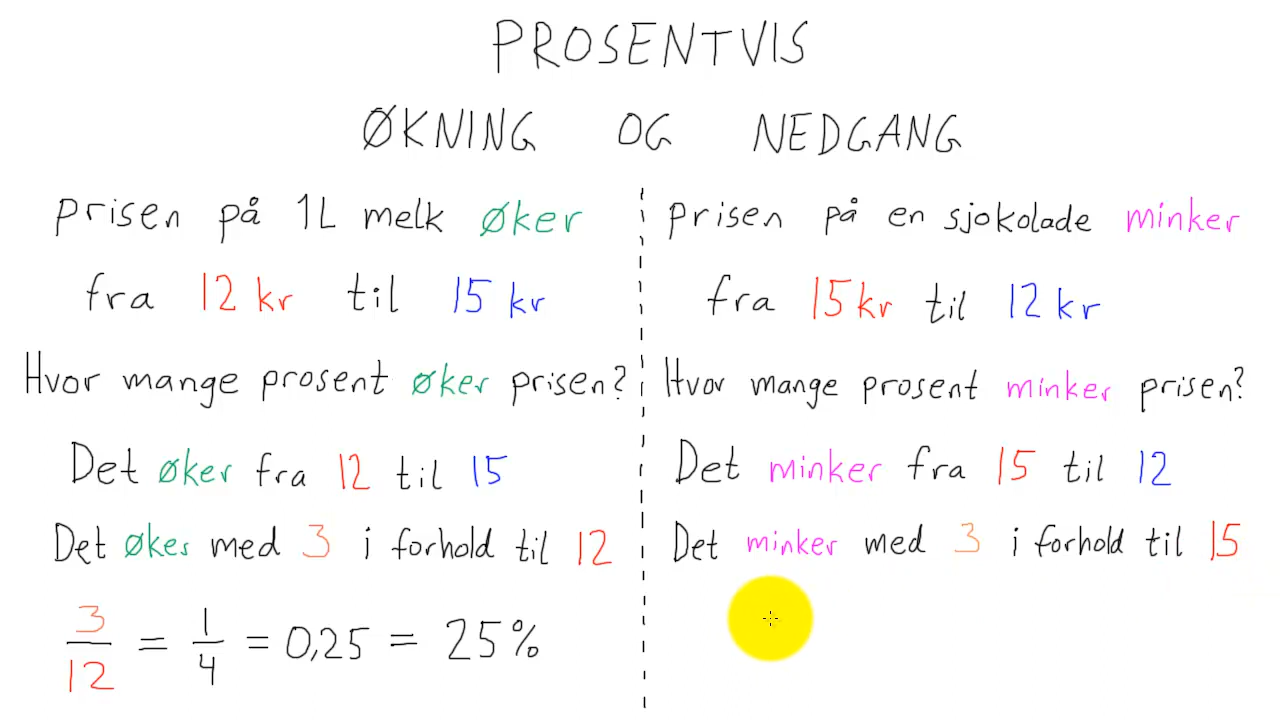 PROSENTVIS
ØKNING OG NEDGANG
prisen på 1L melk øker
fra 12 kr til 15 kr
Hvor mange prosent øker prisen?
Det øker fra 12 til 15
Det økes med 3 i forhold til 12
3/12 = 1/4 = 0,25 = 25%
prisen på en sjokolade minker
fra 15 kr til 12 kr
Hvor mange prosent minker prisen?
Det minker fra 15 til 12
Det minker med 3 i forhold til 15